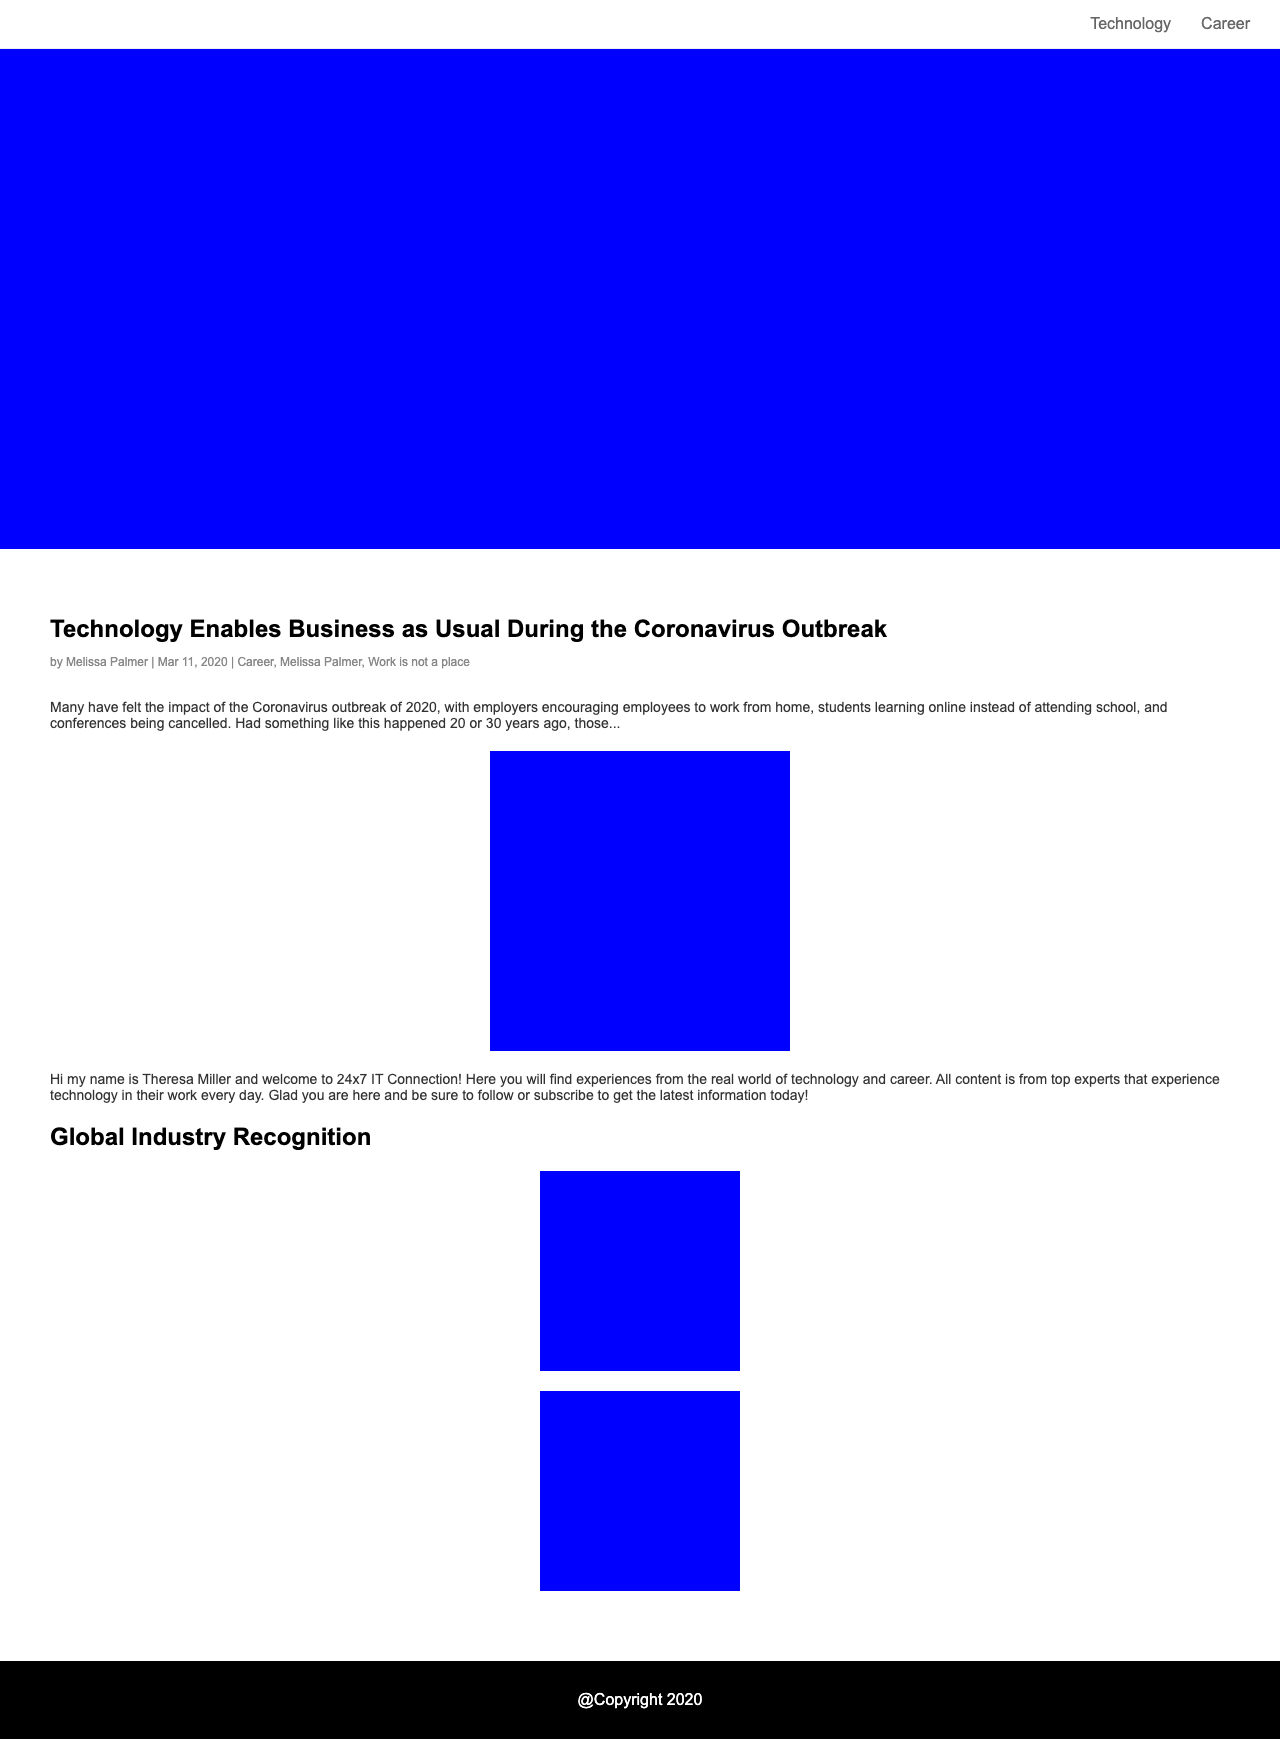 Technology Career
Technology Enables Business as Usual During the Coronavirus Outbreak
by Melissa Palmer | Mar 11, 2020 | Career, Melissa Palmer, Work is not a place
Many have felt the impact of the Coronavirus outbreak of 2020, with employers encouraging employees to work from home, students learning online instead of attending school, and
conferences being cancelled. Had something like this happened 20 or 30 years ago, those...
Hi my name is Theresa Miller and welcome to 24x7 IT Connection! Here you will find experiences from the real world of technology and career. All content is from top experts that experience
technology in their work every day. Glad you are here and be sure to follow or subscribe to get the latest information today!
Global Industry Recognition
@Copyright 2020